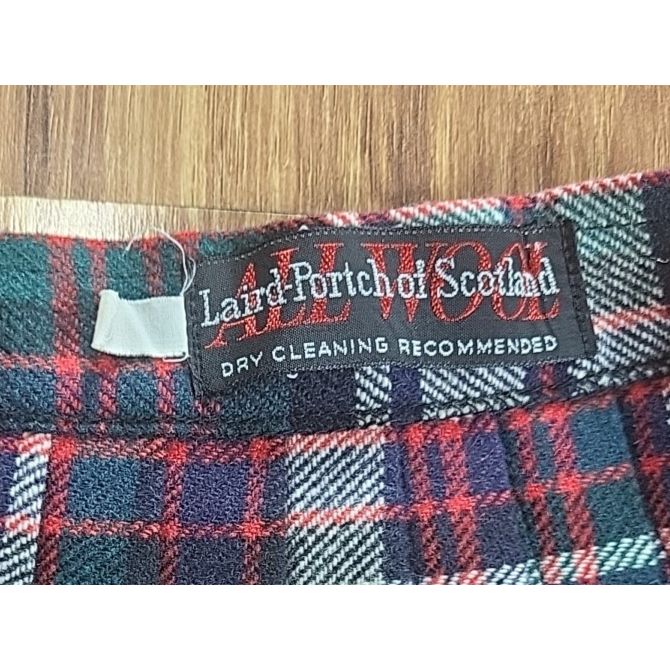 ALL WOOL
Laird-Portch of Scotland
DRY CLEANING RECOMMENDED